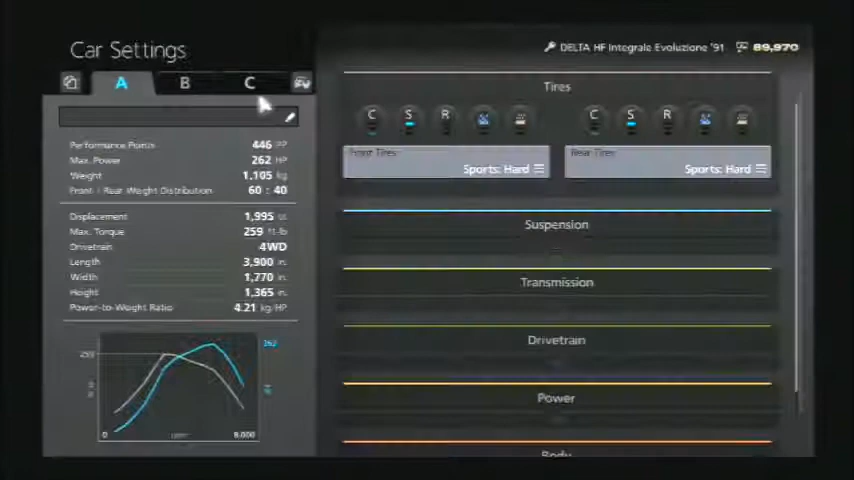 Car Settings
DELTA HF Integrale Evoluzione '91 89,970
A B C
Performance Points 446 PP
Max. Power 262 HP
Weight 1,105 kg
Front / Rear Weight Distribution 60 : 40
Displacement 1,995 cc
Max. Torque 259 ft-lb
Drivetrain 4WD
Length 3,900 in.
Width 1,770 in.
Height 1,365 in.
Power-to-Weight Ratio 4.21 kg/HP
262
259
0 rpm 8,000
Tires
C S R C S R
Front Tires Rear Tires
Sports: Hard Sports: Hard
Suspension
Transmission
Drivetrain
Power
Body